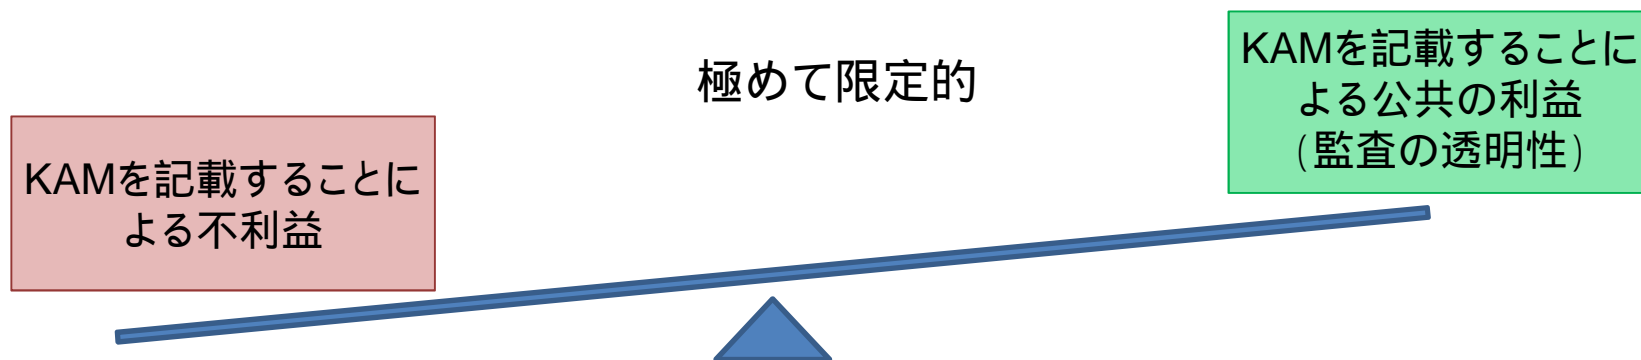 極めて限定的
KAMを記載することに
よる公共の利益
(監査の透明性)
KAMを記載することに
よる不利益